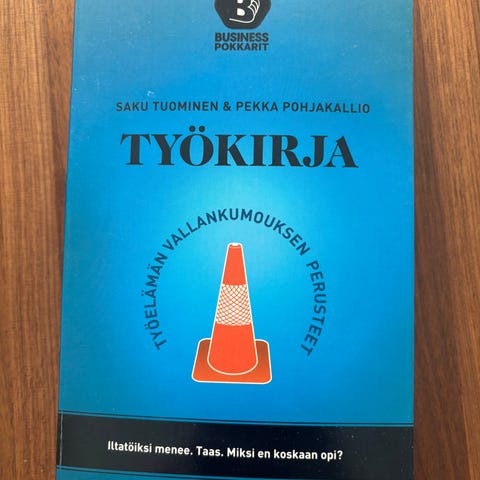 B
BUSINESS
POKKARIT
SAKU TUOMINEN & PEKKA POHJAKALLIO
TYÖKIRJA
TYÖELÄMÄN VALLANKUMOUKSEN PERUSTEET
Iltatöiksi menee. Taas. Miksi en koskaan opi?